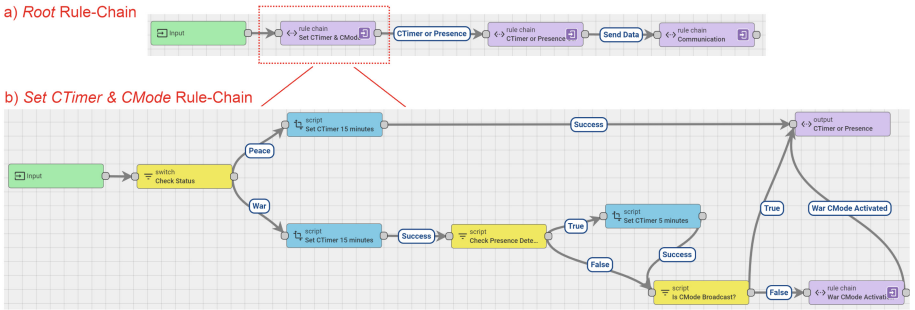 a) Root Rule-Chain
Input
rule chain
Set CTimer & CMod..
CTimer or Presence
rule chain
CTimer or Presence
Send Data
rule chain
Communication
b) Set CTimer & CMode Rule-Chain
script
Set CTimer 15 minutes
Success
output
CTimer or Presence
Peace
Input
switch
Check Status
War
script
Set CTimer 15 minutes
Success
script
Check Presence Dete...
True
script
Set CTimer 5 minutes
True
War CMode Activated
False
Success
script
Is CMode Broadcast?
False
rule chain
War CMode Activati...